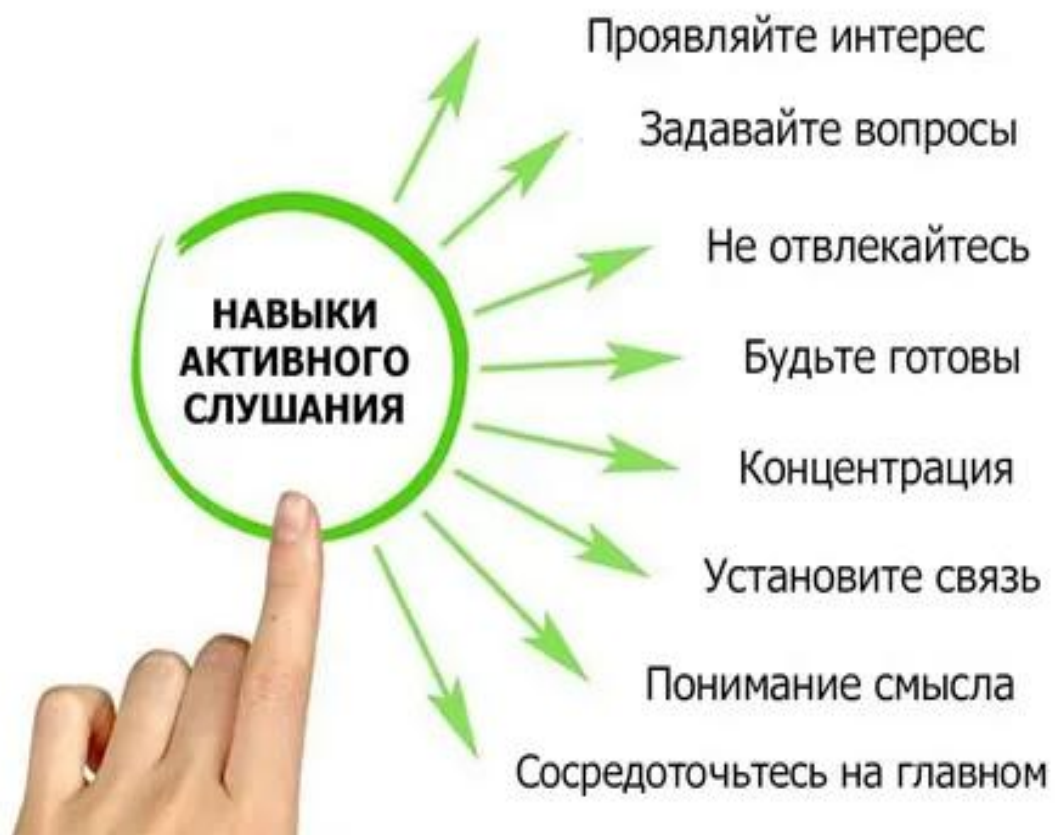 Проявляйте интерес
Задавайте вопросы
Не отвлекайтесь
НАВЫКИ
АКТИВНОГО
СЛУШАНИЯ
Будьте готовы
Концентрация
Установите связь
Понимание смысла
Сосредоточьтесь на главном